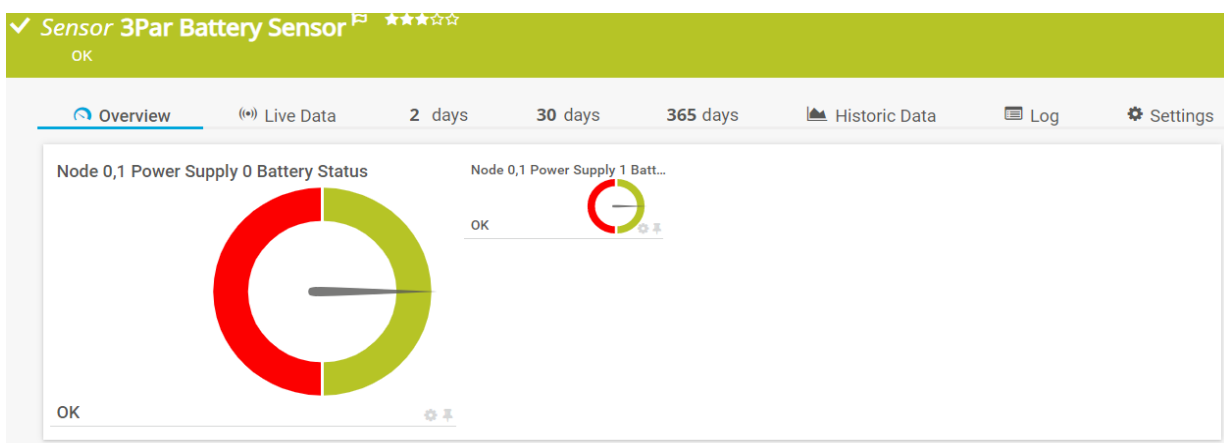 Sensor 3Par Battery Sensor
OK
Overview
Live Data
2 days
30 days
365 days
Historic Data
Log
Settings
Node 0,1 Power Supply 0 Battery Status
OK
Node 0,1 Power Supply 1 Batt...
OK